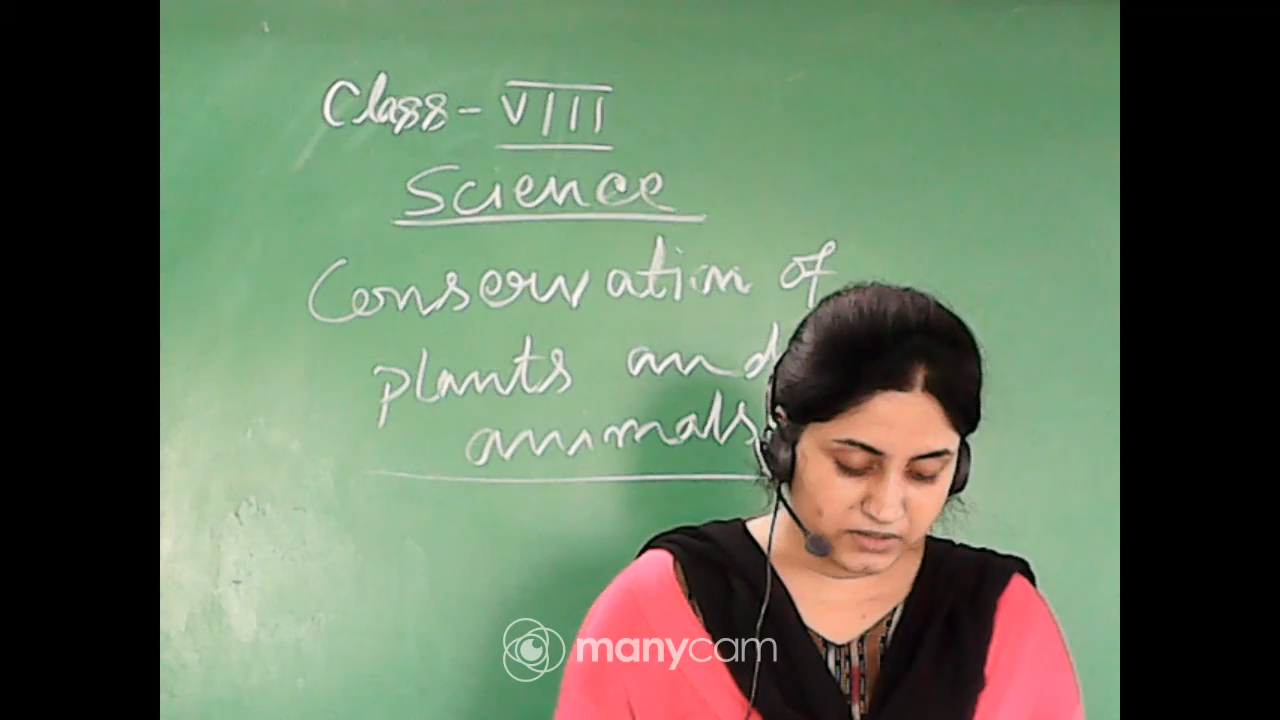 Class - VIII
Science
Conservation of
plants and
animals
manycam